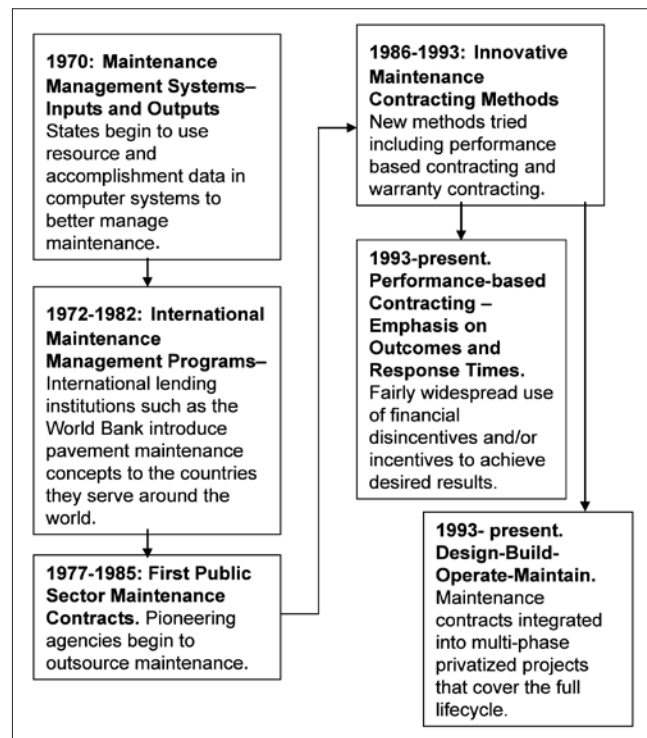 1970: Maintenance
Management Systems–
Inputs and Outputs
States begin to use
resource and
accomplishment data in
computer systems to
better manage
maintenance.
1972-1982: International
Maintenance
Management Programs–
International lending
institutions such as the
World Bank introduce
pavement maintenance
concepts to the countries
they serve around the
world.
1977-1985: First Public
Sector Maintenance
Contracts. Pioneering
agencies begin to
outsource maintenance.
1986-1993: Innovative
Maintenance
Contracting Methods
New methods tried
including performance
based contracting and
warranty contracting.
1993-present.
Performance-based
Contracting –
Emphasis on
Outcomes and
Response Times.
Fairly widespread use
of financial
disincentives and/or
incentives to achieve
desired results.
1993- present.
Design-Build-
Operate-Maintain.
Maintenance
contracts integrated
into multi-phase
privatized projects
that cover the full
lifecycle.